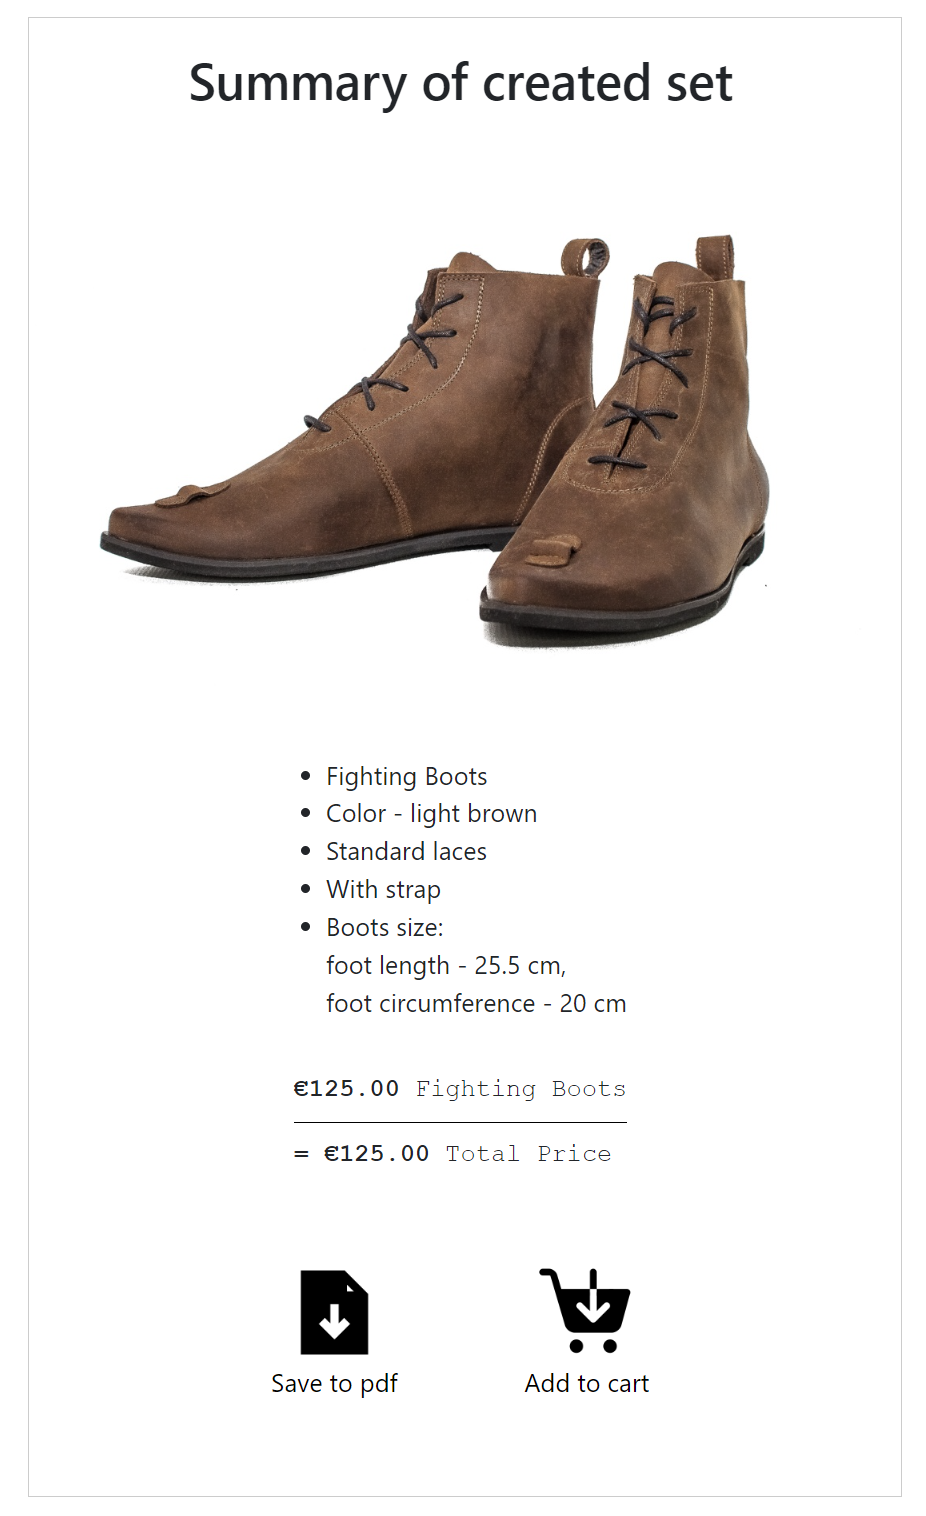 Summary of created set
Fighting Boots
Color - light brown
Standard laces
With strap
Boots size:
foot length - 25.5 cm,
foot circumference - 20 cm
€125.00 Fighting Boots
= €125.00 Total Price
Save to pdf
Add to cart